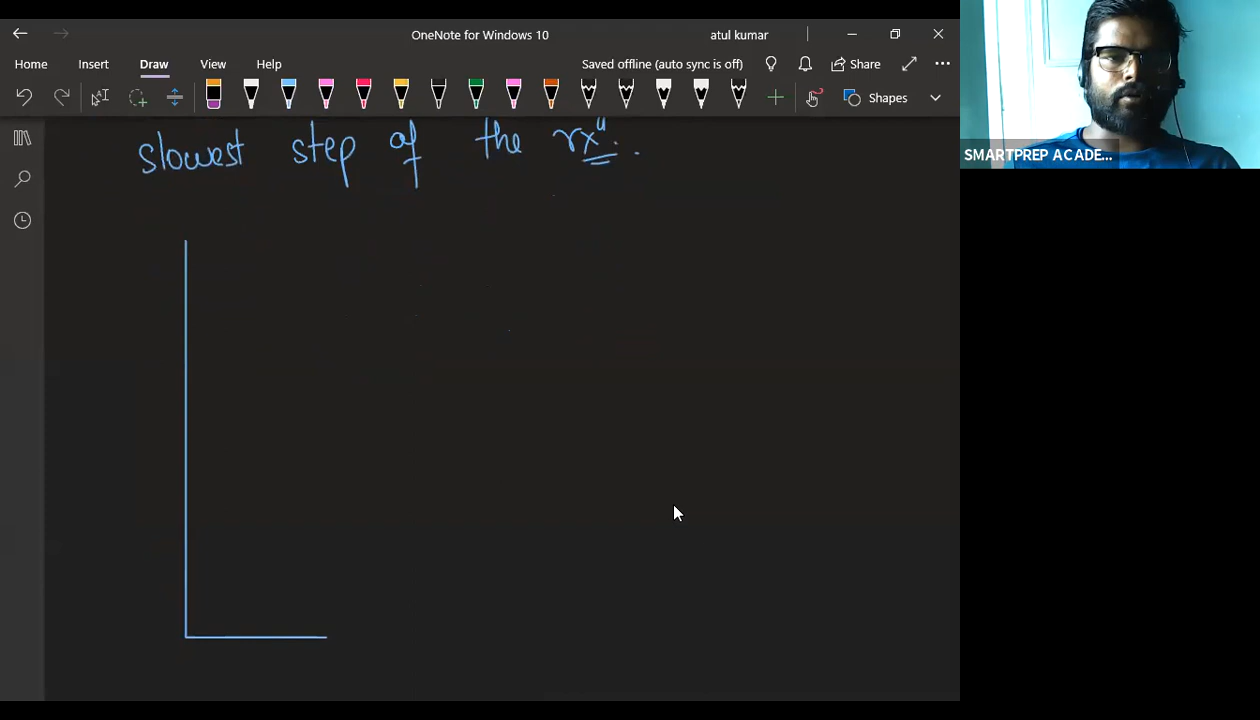 OneNote for Windows 10
atul kumar
Home
Insert
Draw
View
Help
Saved offline (auto sync is off)
Share
Shapes
slowest step of the rxⁿ.
SMARTPREP ACADE...